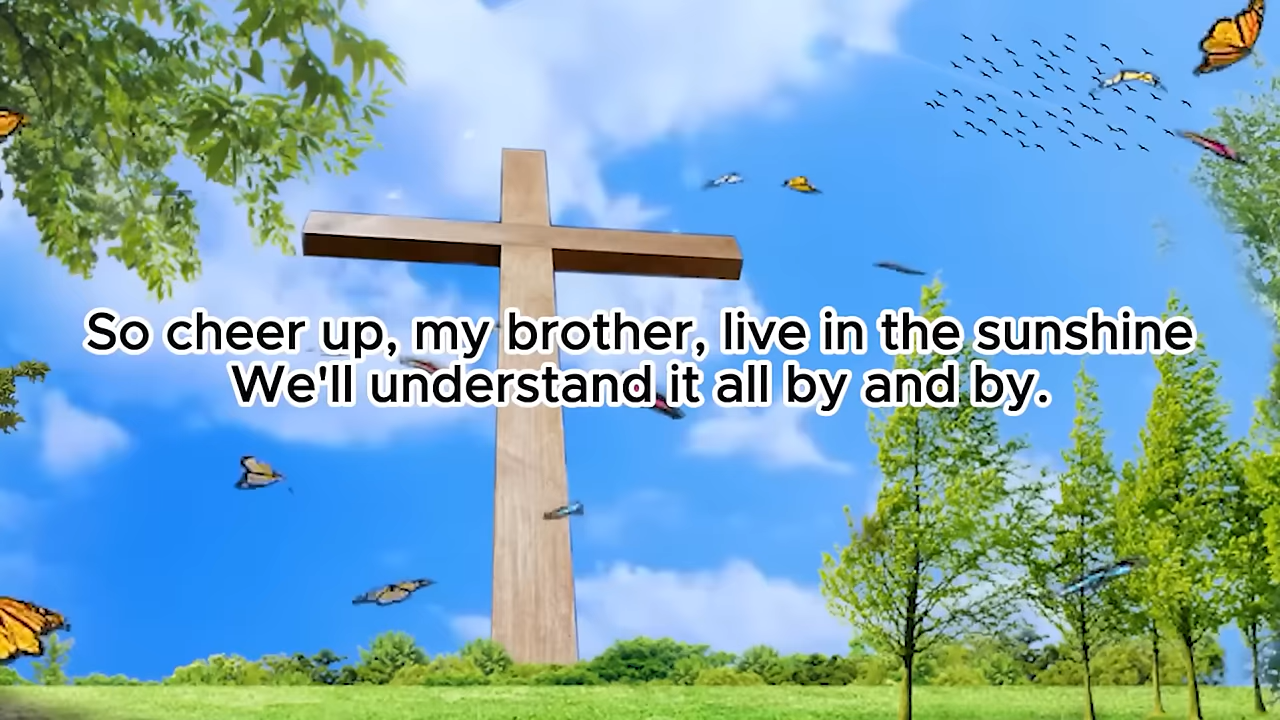 So cheer up, my brother, live in the sunshine
We'll understand it all by and by.